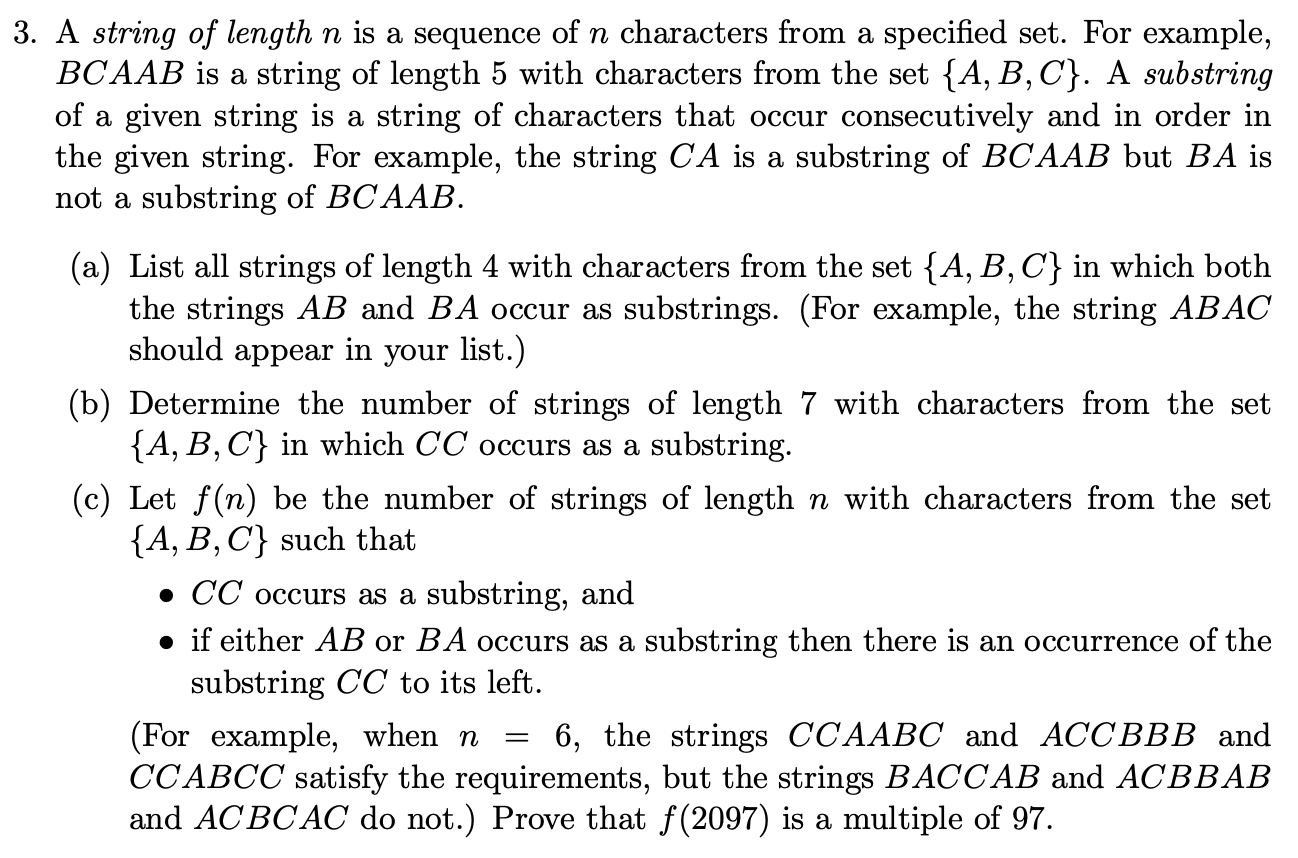 3. A string of length n is a sequence of n characters from a specified set. For example,
BCAAB is a string of length 5 with characters from the set {A, B, C}. A substring
of a given string is a string of characters that occur consecutively and in order in
the given string. For example, the string CA is a substring of BCAAB but BA is
not a substring of BCAAB.
(a) List all strings of length 4 with characters from the set {A, B, C} in which both
the strings AB and BA occur as substrings. (For example, the string ABAC
should appear in your list.)
(b) Determine the number of strings of length 7 with characters from the set
{A, B, C} in which CC occurs as a substring.
(c) Let f(n) be the number of strings of length n with characters from the set
{A, B, C} such that
• CC occurs as a substring, and
• if either AB or BA occurs as a substring then there is an occurrence of the
substring CC to its left.
(For example, when n = 6, the strings CCAABC and ACCBBB and
CCABCC satisfy the requirements, but the strings BACCAB and ACBBAB
and ACBCAC do not.) Prove that f(2097) is a multiple of 97.